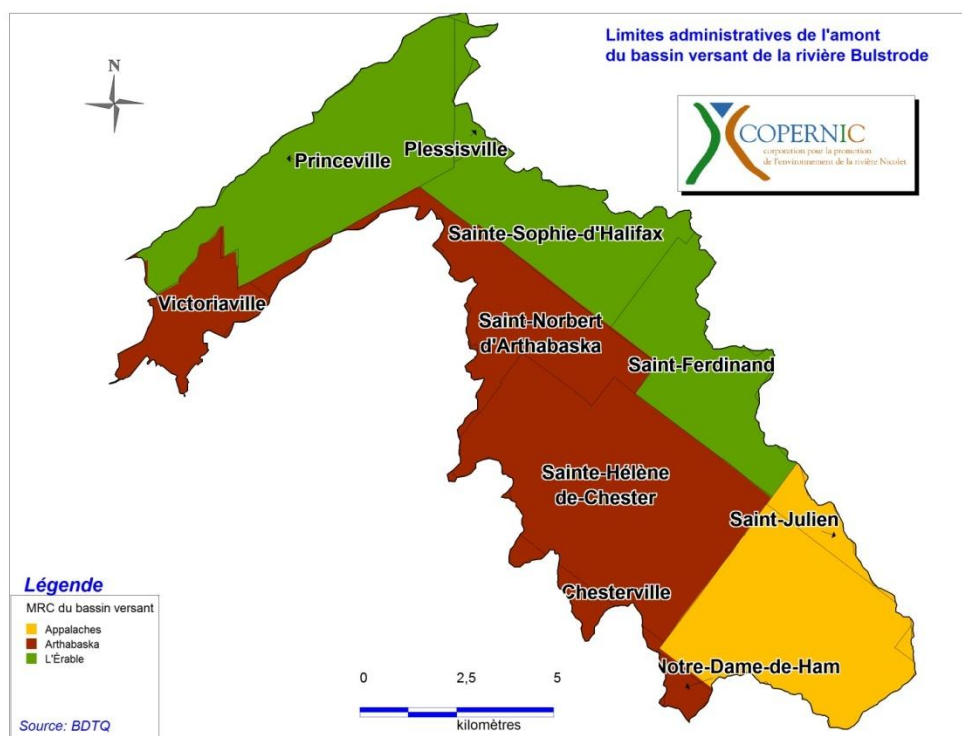 Limites administratives de l'amont
du bassin versant de la rivière Bulstrode
N
COPERNIC
corporation pour la promotion
de l'environnement de la rivière Nicolet
Plessisville
Princeville
Sainte-Sophie-d'Halifax
Victoriaville
Saint-Norbert
d'Arthabaska
Saint-Ferdinand
Sainte-Hélène
de-Chester
Saint-Julien
Chesterville
Notre-Dame-de-Ham
Légende
MRC du bassin versant
Appalaches
Arthabaska
L'Érable
Source: BDTQ
0 2,5 5
kilomètres